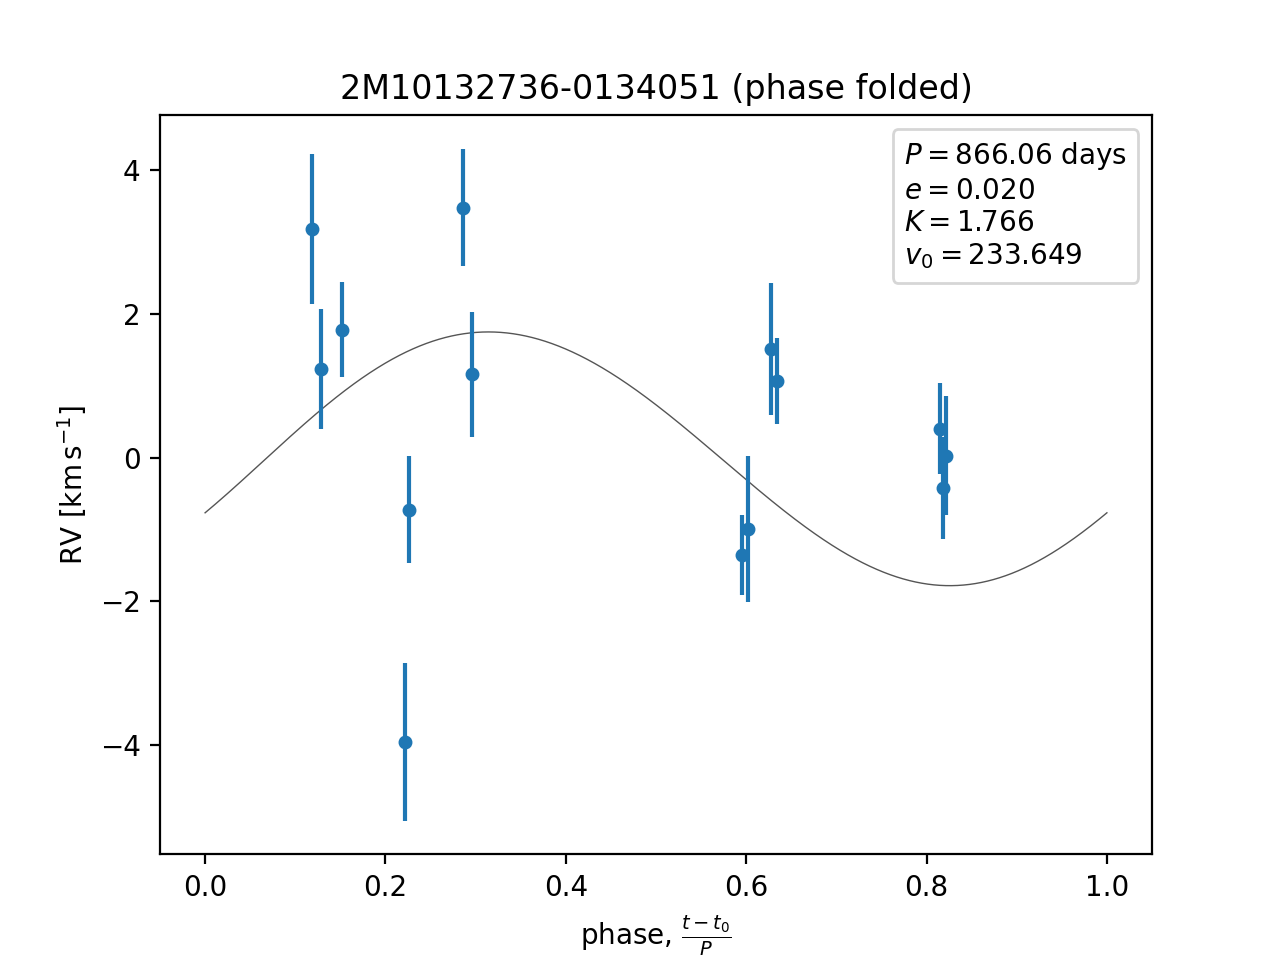 2M10132736-0134051 (phase folded)
P = 866.06 days
e = 0.020
K = 1.766
v₀ = 233.649
RV [km s⁻¹]
4
2
0
−2
−4
0.0 0.2 0.4 0.6 0.8 1.0
phase, (t − t₀)/P